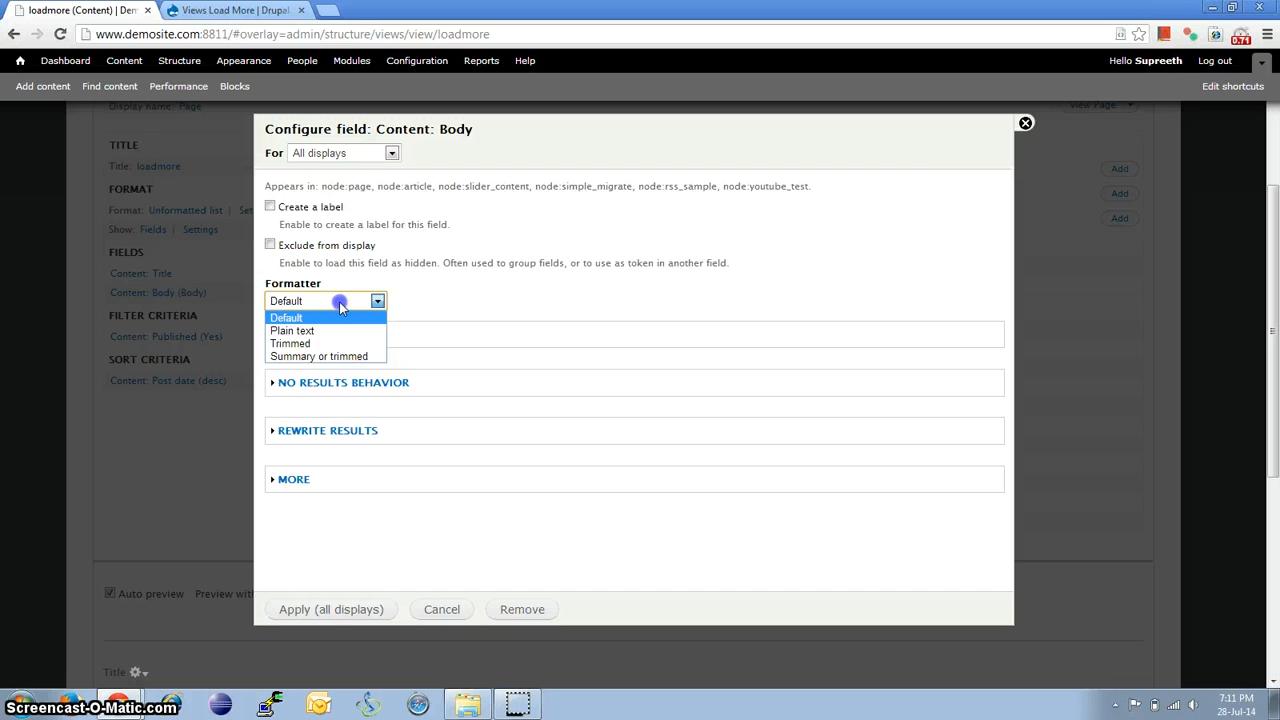 loadmore (Content) | Dem
Views Load More | Drupal.
www.demosite.com:8811/#overlay=admin/structure/views/view/loadmore
0.71
Dashboard Content Structure Appearance People Modules Configuration Reports Help
Hello Supreeth Log out
Add content Find content Performance Blocks
Edit shortcuts
Display name: Page
View Page
Configure field: Content: Body
For All displays
TITLE
Title: loadmore
FORMAT
Format: Unformatted list | Set
Show: Fields | Settings
FIELDS
Content: Title
Content: Body (Body)
FILTER CRITERIA
Content: Published (Yes)
SORT CRITERIA
Content: Post date (desc)
Add
Add
Add
Appears in: node:page, node:article, node:slider_content, node:simple_migrate, node:rss_sample, node:youtube_test.
Create a label
Enable to create a label for this field.
Exclude from display
Enable to load this field as hidden. Often used to group fields, or to use as token in another field.
Formatter
Default
Default
Plain text
Trimmed
Summary or trimmed
NO RESULTS BEHAVIOR
REWRITE RESULTS
MORE
Apply (all displays) Cancel Remove
Auto preview Preview with
Title
Screencast-O-Matic.com
7:11 PM
28-Jul-14